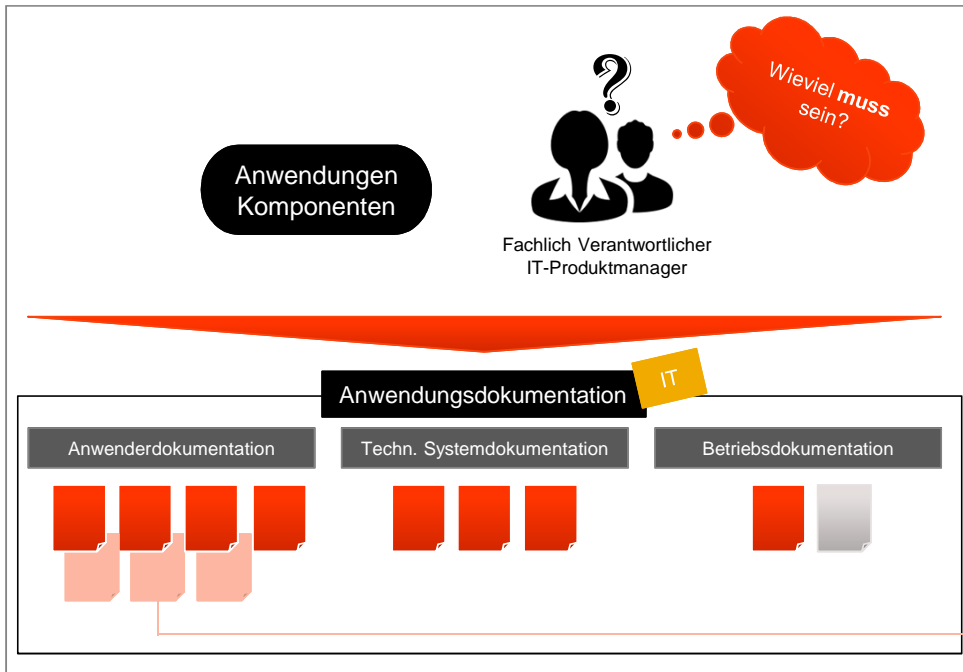 Wieviel muss
sein?
?
Anwendungen
Komponenten
Fachlich Verantwortlicher
IT-Produktmanager
Anwendungsdokumentation
IT
Anwenderdokumentation
Techn. Systemdokumentation
Betriebsdokumentation